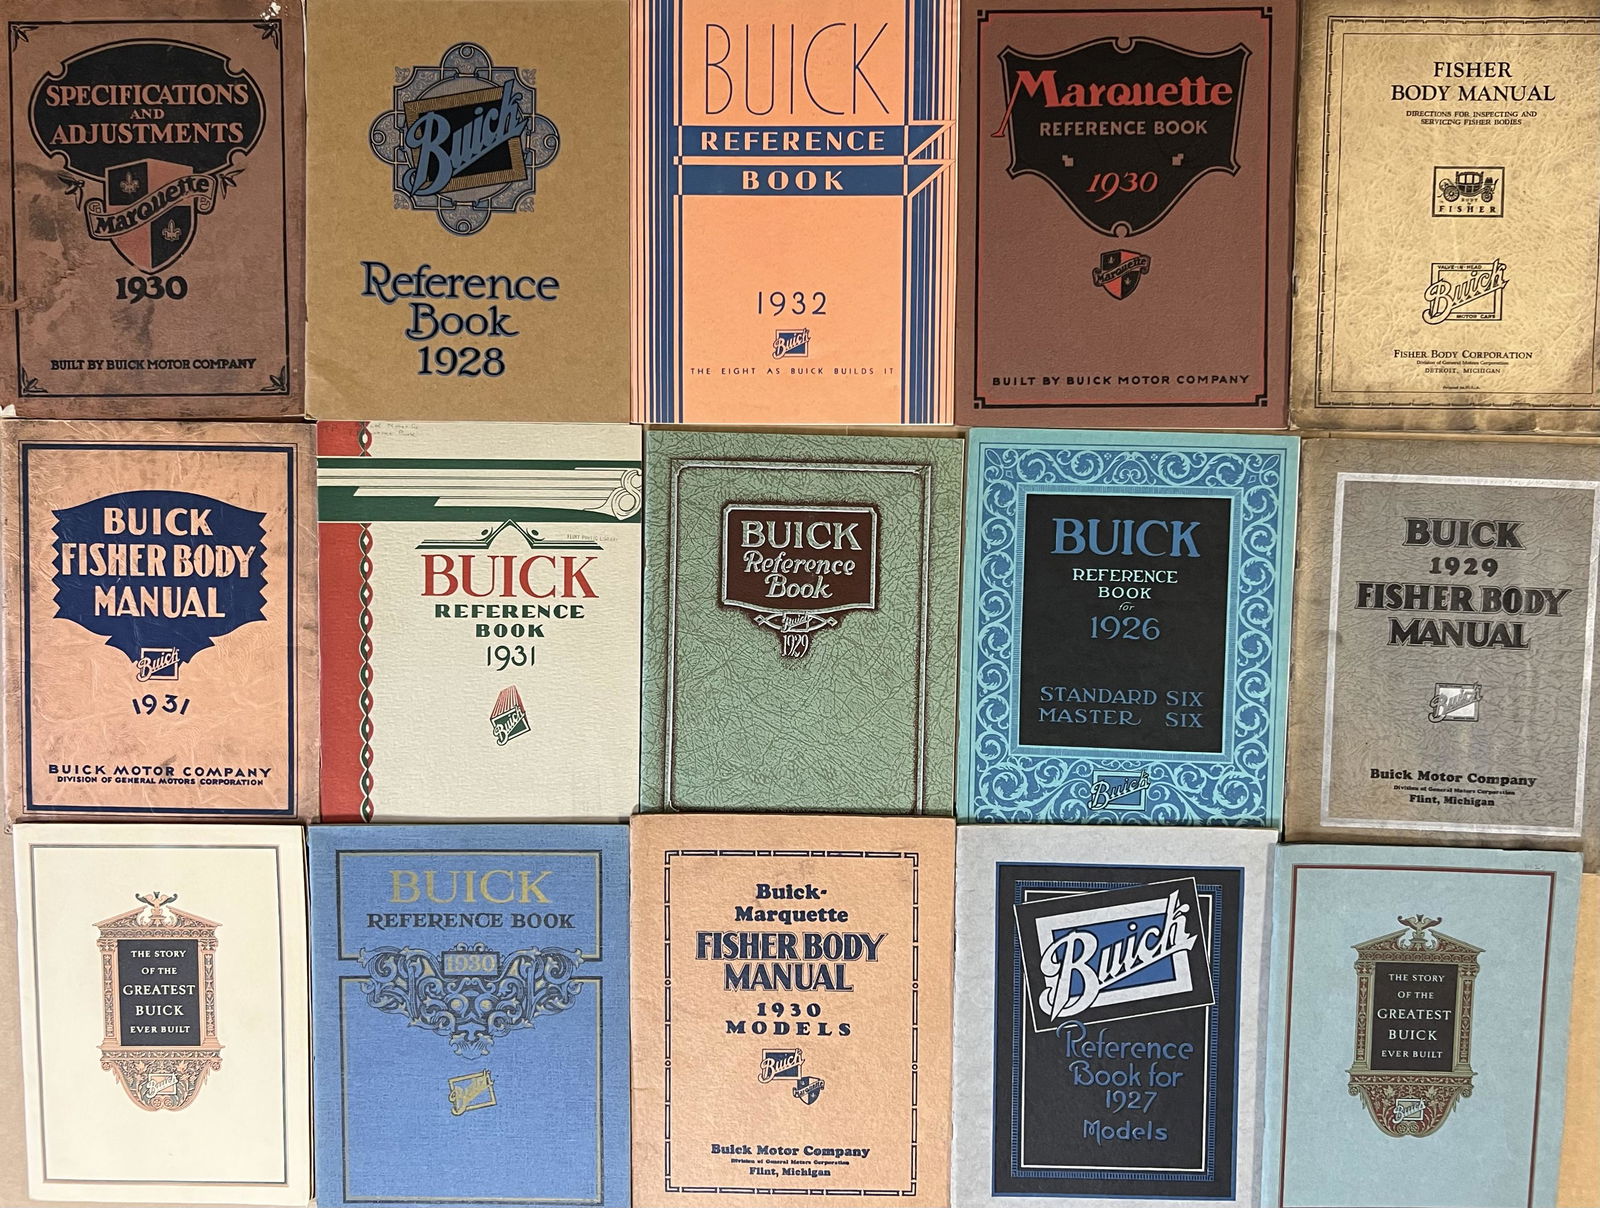 SPECIFICATIONS
AND
ADJUSTMENTS
Marquette
1930
BUILT BY BUICK MOTOR COMPANY
Buick
Reference
Book
1928
BUICK
REFERENCE
BOOK
1932
Buick
THE EIGHT AS BUICK BUILDS IT
Marquette
REFERENCE BOOK
1930
Marquette
BUILT BY BUICK MOTOR COMPANY
FISHER
BODY MANUAL
DIRECTIONS FOR INSPECTING AND
SERVICING FISHER BODIES
BODY
FISHER
VALVE-IN-HEAD
Buick
MOTOR CARS
FISHER BODY CORPORATION
Division of General Motors Corporation
DETROIT, MICHIGAN
BUICK
FISHER BODY
MANUAL
Buick
1931
BUICK MOTOR COMPANY
DIVISION OF GENERAL MOTORS CORPORATION
BUICK
REFERENCE
BOOK
1931
Buick
BUICK
Reference
Book
Buick
1929
BUICK
REFERENCE
BOOK
for
1926
STANDARD SIX
MASTER SIX
Buick
BUICK
1929
FISHER BODY
MANUAL
Buick
Buick Motor Company
Division of General Motors Corporation
Flint, Michigan
THE STORY
OF THE
GREATEST
BUICK
EVER BUILT
Buick
BUICK
REFERENCE BOOK
1930
Buick
Buick-
Marquette
FISHER BODY
MANUAL
1930
MODELS
Buick
Marquette
Buick Motor Company
Division of General Motors Corporation
Flint, Michigan
Buick
Reference
Book for
1927
Models
THE STORY
OF THE
GREATEST
BUICK
EVER BUILT
Buick